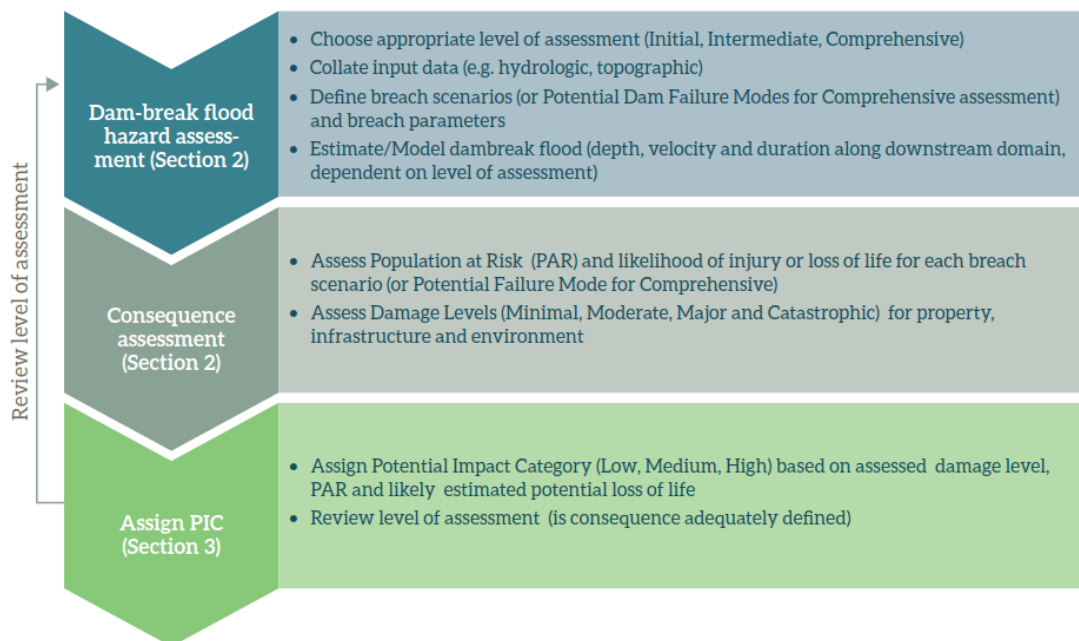 Review level of assessment
Dam-break flood
hazard assess-
ment (Section 2)
• Choose appropriate level of assessment (Initial, Intermediate, Comprehensive)
• Collate input data (e.g. hydrologic, topographic)
• Define breach scenarios (or Potential Dam Failure Modes for Comprehensive assessment)
and breach parameters
• Estimate/Model dambreak flood (depth, velocity and duration along downstream domain,
dependent on level of assessment)
Consequence
assessment
(Section 2)
• Assess Population at Risk (PAR) and likelihood of injury or loss of life for each breach
scenario (or Potential Failure Mode for Comprehensive)
• Assess Damage Levels (Minimal, Moderate, Major and Catastrophic) for property,
infrastructure and environment
Assign PIC
(Section 3)
• Assign Potential Impact Category (Low, Medium, High) based on assessed damage level,
PAR and likely estimated potential loss of life
• Review level of assessment (is consequence adequately defined)